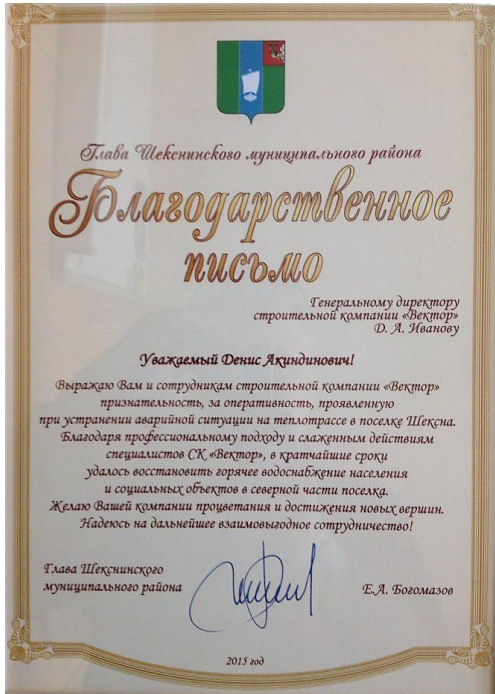 Глава Шекснинского муниципального района
Благодарственное
письмо
Генеральному директору
строительной компании «Вектор»
Д. А. Иванову
Уважаемый Денис Акиндинович!
Выражаю Вам и сотрудникам строительной компании «Вектор»
признательность, за оперативность, проявленную
при устранении аварийной ситуации на теплотрассе в поселке Шексна.
Благодаря профессиональному подходу и слаженным действиям
специалистов СК «Вектор», в кратчайшие сроки
удалось восстановить горячее водоснабжение населения
и социальных объектов в северной части поселка.
Желаю Вашей компании процветания и достижения новых вершин.
Надеюсь на дальнейшее взаимовыгодное сотрудничество!
Глава Шекснинского
муниципального района
Е.А. Богомазов
2015 год